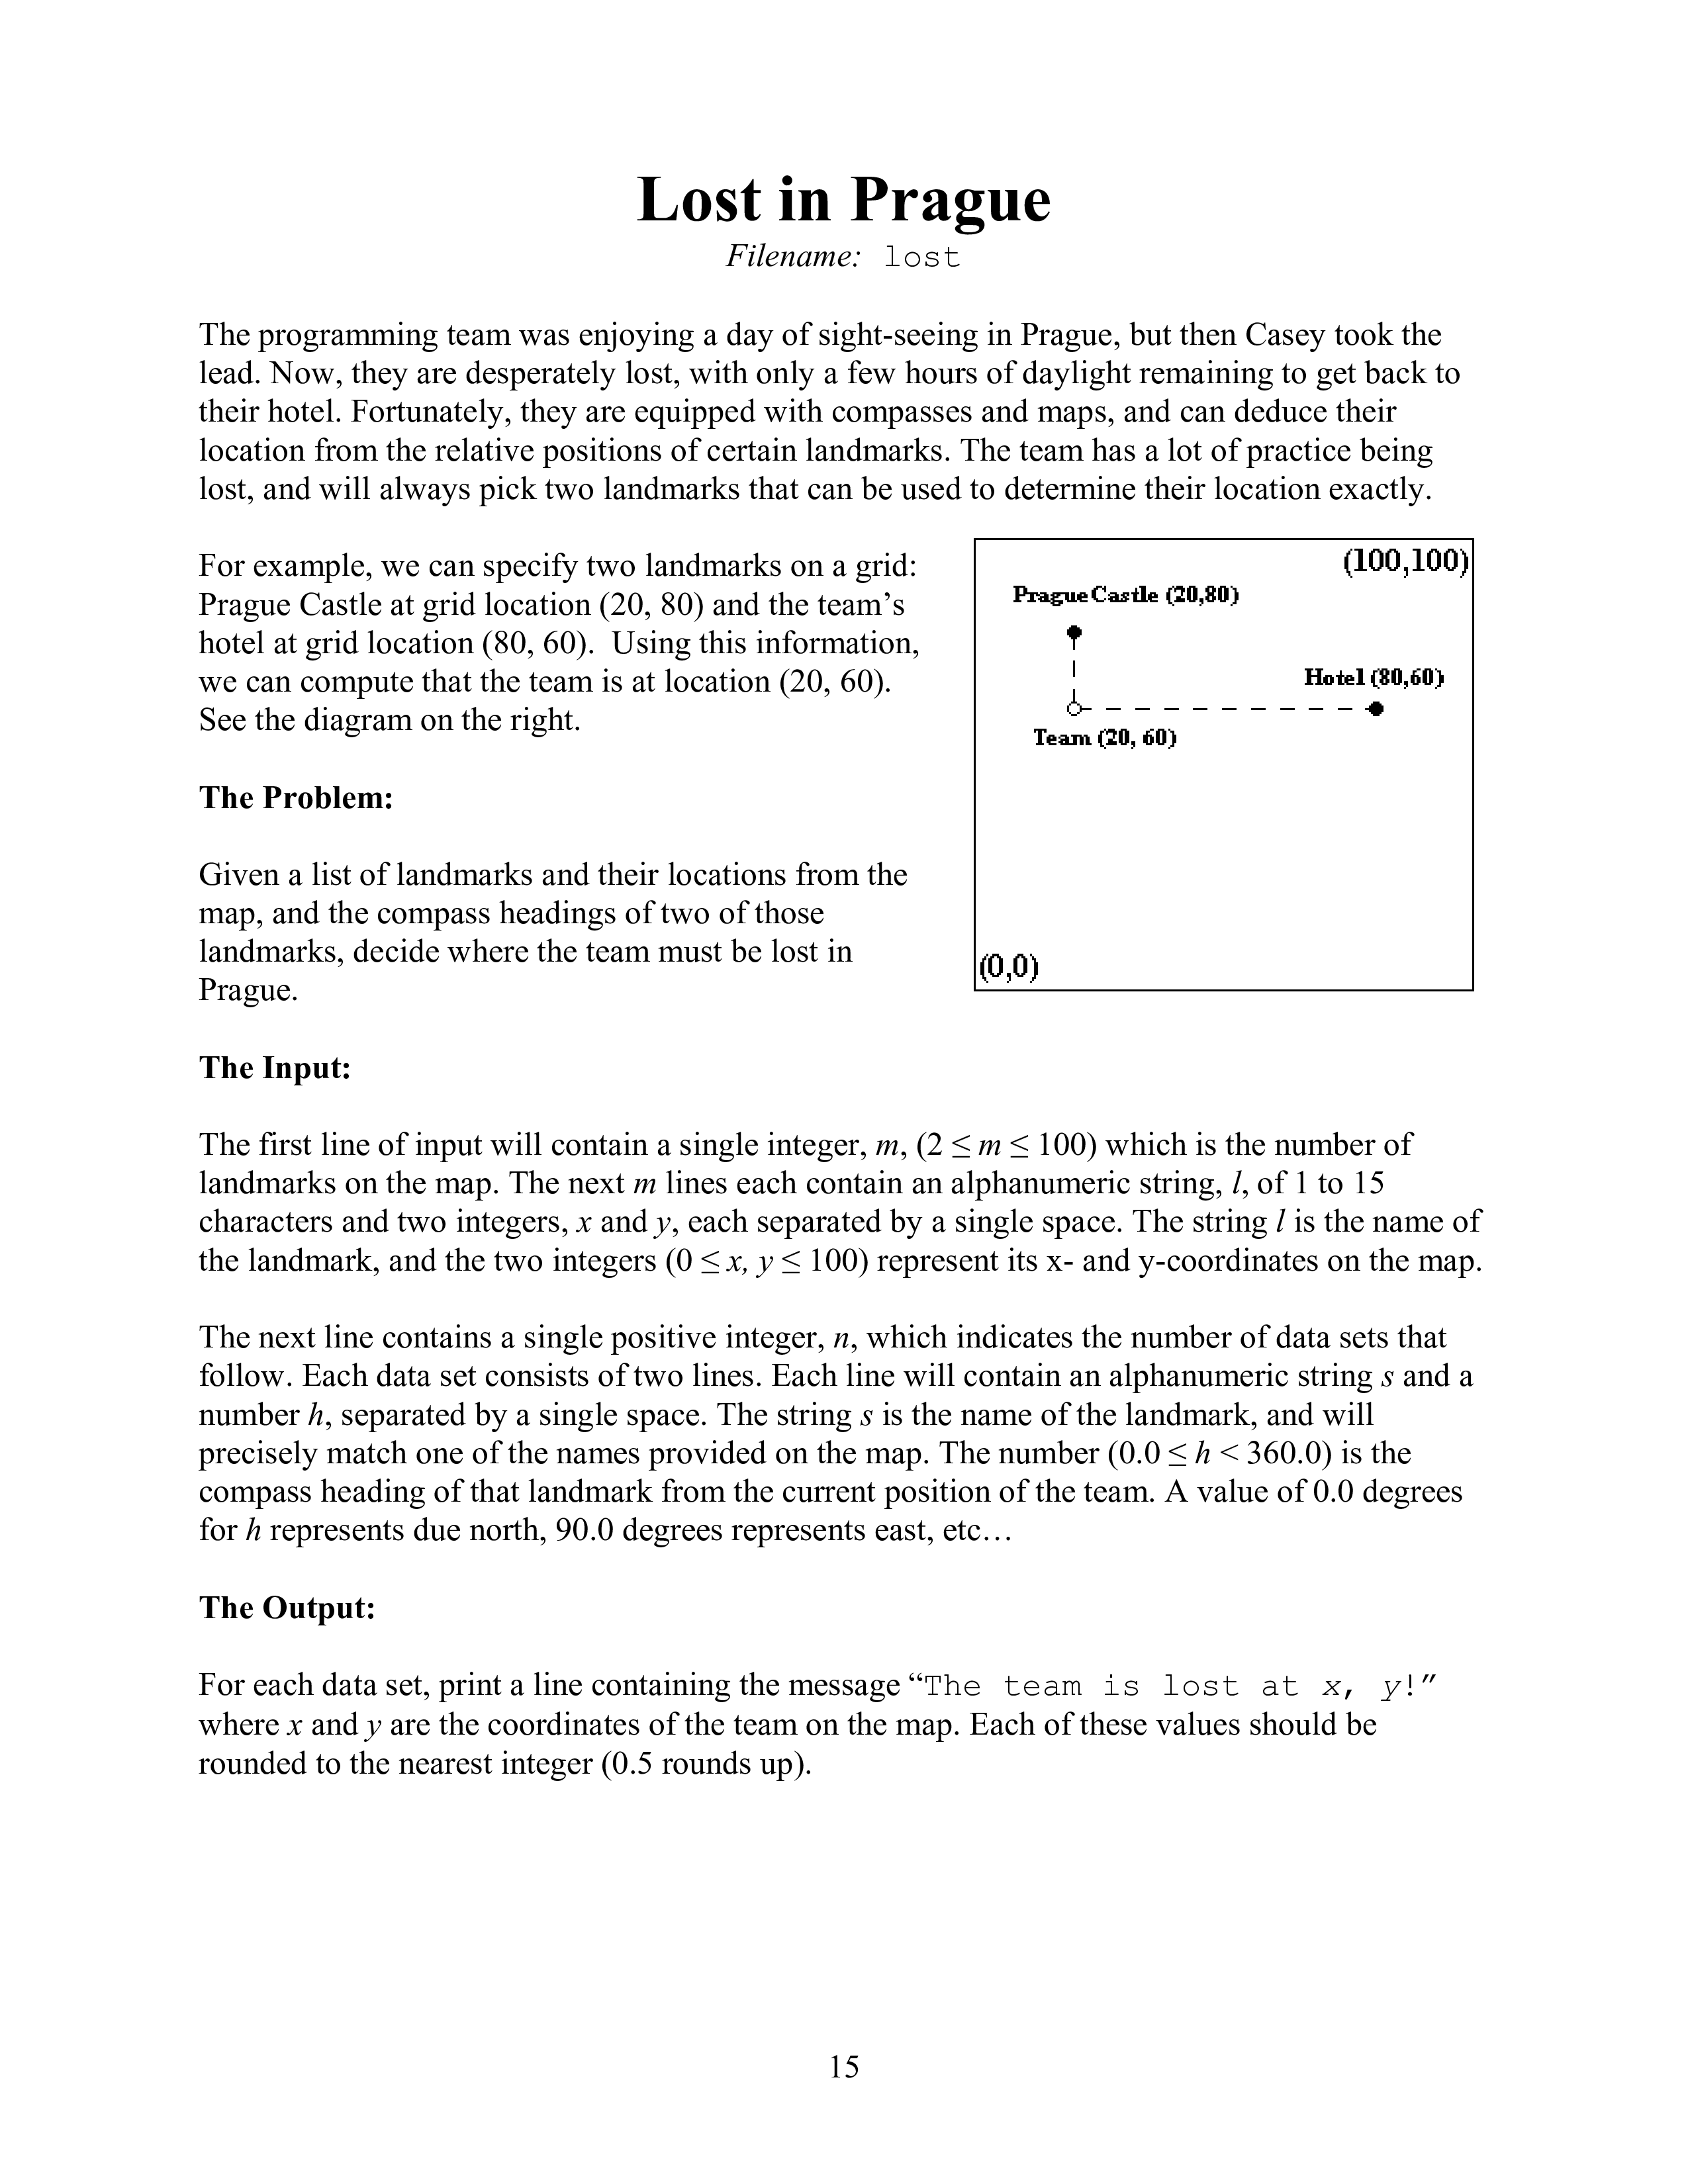 Lost in Prague
Filename: lost
The programming team was enjoying a day of sight-seeing in Prague, but then Casey took the
lead. Now, they are desperately lost, with only a few hours of daylight remaining to get back to
their hotel. Fortunately, they are equipped with compasses and maps, and can deduce their
location from the relative positions of certain landmarks. The team has a lot of practice being
lost, and will always pick two landmarks that can be used to determine their location exactly.
For example, we can specify two landmarks on a grid:
Prague Castle at grid location (20, 80) and the team’s
hotel at grid location (80, 60).  Using this information,
we can compute that the team is at location (20, 60).
See the diagram on the right.
(100,100)
Prague Castle (20,80)
Hotel (80,60)
Team (20, 60)
(0,0)
The Problem:
Given a list of landmarks and their locations from the
map, and the compass headings of two of those
landmarks, decide where the team must be lost in
Prague.
The Input:
The first line of input will contain a single integer, m, (2 ≤ m ≤ 100) which is the number of
landmarks on the map. The next m lines each contain an alphanumeric string, l, of 1 to 15
characters and two integers, x and y, each separated by a single space. The string l is the name of
the landmark, and the two integers (0 ≤ x, y ≤ 100) represent its x- and y-coordinates on the map.
The next line contains a single positive integer, n, which indicates the number of data sets that
follow. Each data set consists of two lines. Each line will contain an alphanumeric string s and a
number h, separated by a single space. The string s is the name of the landmark, and will
precisely match one of the names provided on the map. The number (0.0 ≤ h < 360.0) is the
compass heading of that landmark from the current position of the team. A value of 0.0 degrees
for h represents due north, 90.0 degrees represents east, etc…
The Output:
For each data set, print a line containing the message “The team is lost at x, y!”
where x and y are the coordinates of the team on the map. Each of these values should be
rounded to the nearest integer (0.5 rounds up).
15